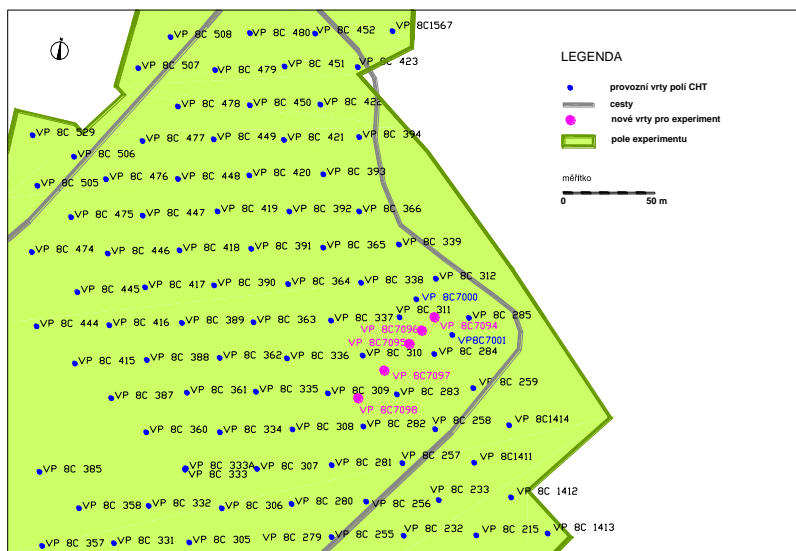 VP 8C 508
VP 8C 480
VP 8C 452
VP 8C1567
VP 8C 507
VP 8C 479
VP 8C 451
VP 8C 423
VP 8C 478
VP 8C 450
VP 8C 422
VP 8C 529
VP 8C 477
VP 8C 449
VP 8C 421
VP 8C 394
VP 8C 506
VP 8C 505
VP 8C 476
VP 8C 448
VP 8C 420
VP 8C 393
VP 8C 475
VP 8C 447
VP 8C 419
VP 8C 392
VP 8C 366
VP 8C 474
VP 8C 446
VP 8C 418
VP 8C 391
VP 8C 365
VP 8C 339
VP 8C 445
VP 8C 417
VP 8C 390
VP 8C 364
VP 8C 338
VP 8C 312
VP 8C7000
VP 8C 444
VP 8C 416
VP 8C 389
VP 8C 363
VP 8C 337
VP 8C 311
VP 8C 285
VP 8C7096
VP 8C7094
VP 8C7095
VP8C7001
VP 8C 415
VP 8C 388
VP 8C 362
VP 8C 336
VP 8C 310
VP 8C 284
VP 8C7097
VP 8C 387
VP 8C 361
VP 8C 335
VP 8C 309
VP 8C 283
VP 8C 259
VP 8C7098
VP 8C 360
VP 8C 334
VP 8C 308
VP 8C 282
VP 8C 258
VP 8C1414
VP 8C 385
VP 8C 333A
VP 8C 333
VP 8C 307
VP 8C 281
VP 8C 257
VP 8C1411
VP 8C 358
VP 8C 332
VP 8C 306
VP 8C 280
VP 8C 256
VP 8C 233
VP 8C 1412
VP 8C 357
VP 8C 331
VP 8C 305
VP 8C 279
VP 8C 255
VP 8C 232
VP 8C 215
VP 8C 1413
LEGENDA
provozní vrty polí CHT
cesty
nové vrty pro experiment
pole experimentu
měřítko
0
50 m